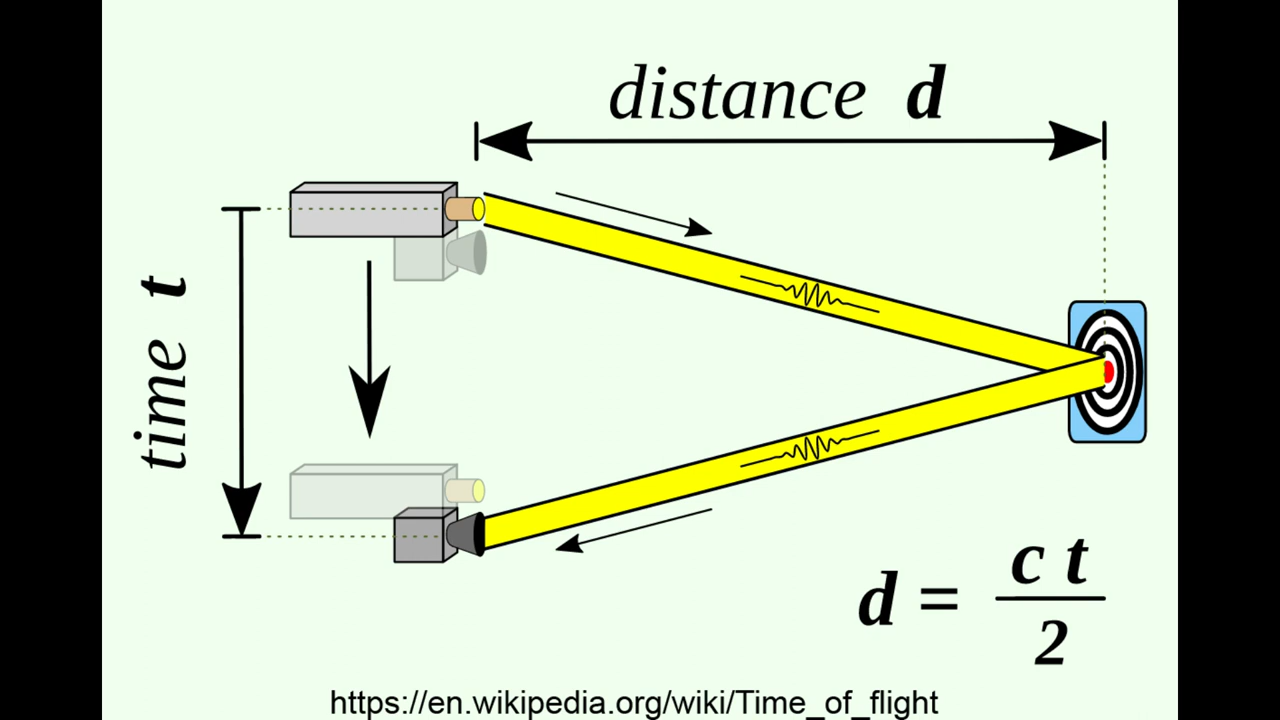 distance d
time t
d = c t / 2
https://en.wikipedia.org/wiki/Time_of_flight